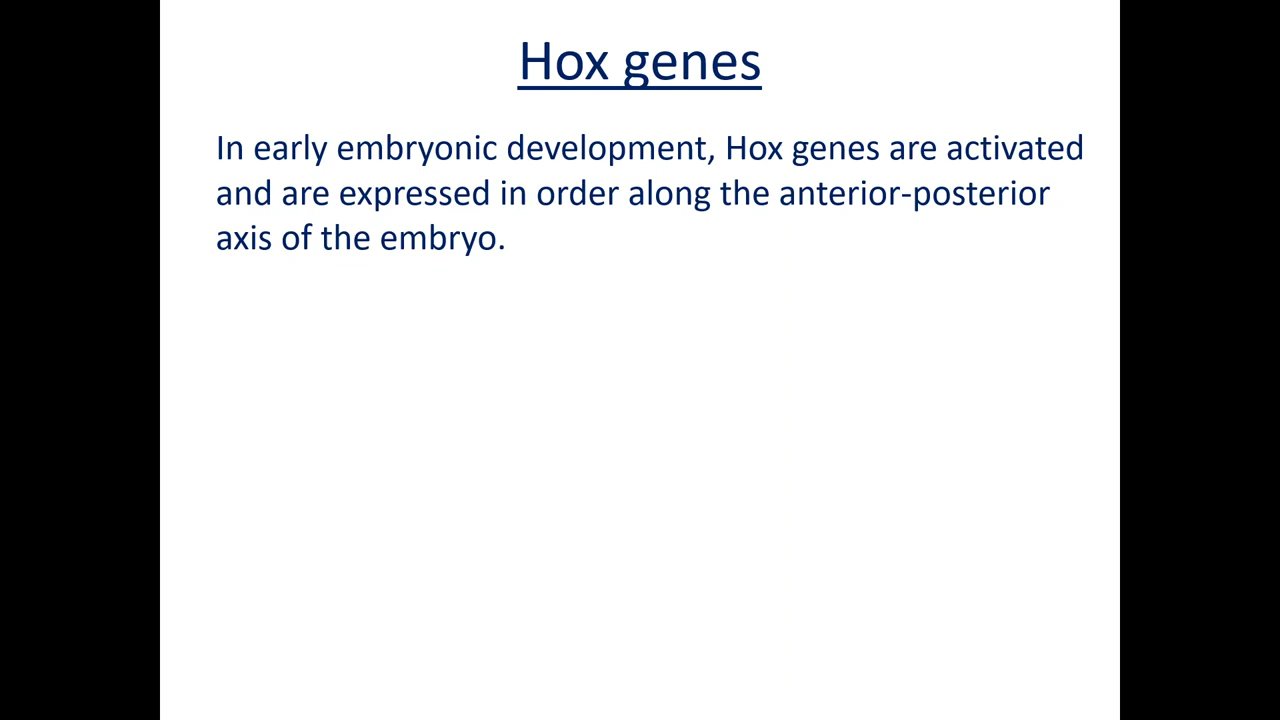 Hox genes
In early embryonic development, Hox genes are activated
and are expressed in order along the anterior-posterior
axis of the embryo.